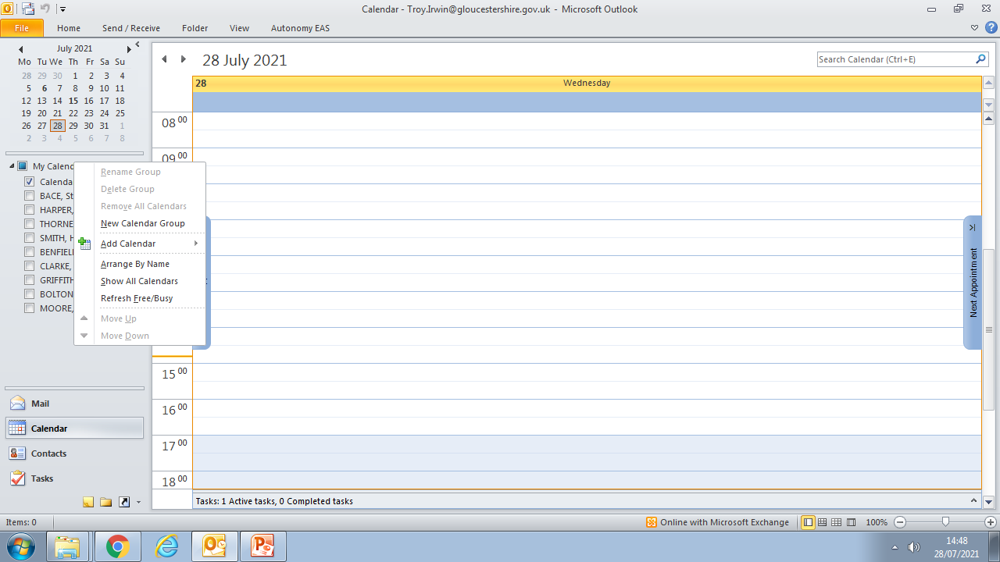 Calendar - Troy.Irwin@gloucestershire.gov.uk - Microsoft Outlook
File Home Send / Receive Folder View Autonomy EAS
July 2021
Mo Tu We Th Fr Sa Su
28 29 30 1 2 3 4
5 6 7 8 9 10 11
12 13 14 15 16 17 18
19 20 21 22 23 24 25
26 27 28 29 30 31 1
2 3 4 5 6 7 8
My Calend
Calenda
BACE, St
HARPER,
THORNE
SMITH, H
BENFIEL
CLARKE,
GRIFFITH
BOLTON
MOORE,
Rename Group
Delete Group
Remove All Calendars
New Calendar Group
Add Calendar
Arrange By Name
Show All Calendars
Refresh Free/Busy
Move Up
Move Down
Mail
Calendar
Contacts
Tasks
28 July 2021
Search Calendar (Ctrl+E)
28 Wednesday
08 00
09 00
15 00
16 00
17 00
18 00
Next Appointment
Tasks: 1 Active tasks, 0 Completed tasks
Items: 0
Online with Microsoft Exchange
100%
14:48
28/07/2021